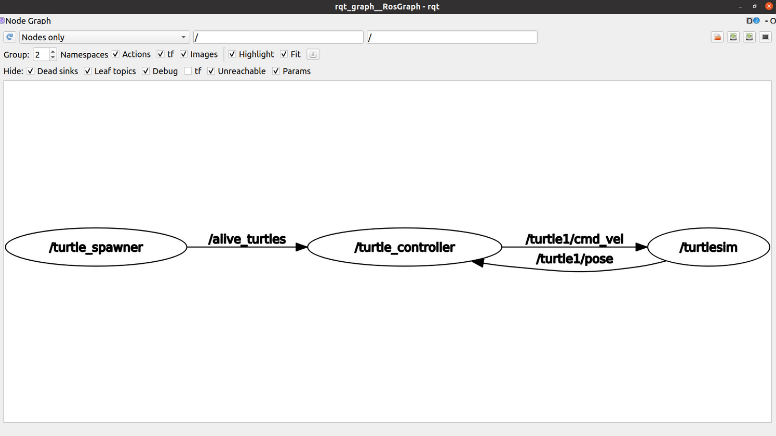 rqt_graph__RosGraph - rqt
Node Graph
D
- O
Nodes only
/
/
Group: 2 Namespaces Actions tf Images Highlight Fit
Hide: Dead sinks Leaf topics Debug tf Unreachable Params
/turtle_spawner
/alive_turtles
/turtle_controller
/turtle1/cmd_vel
/turtle1/pose
/turtlesim